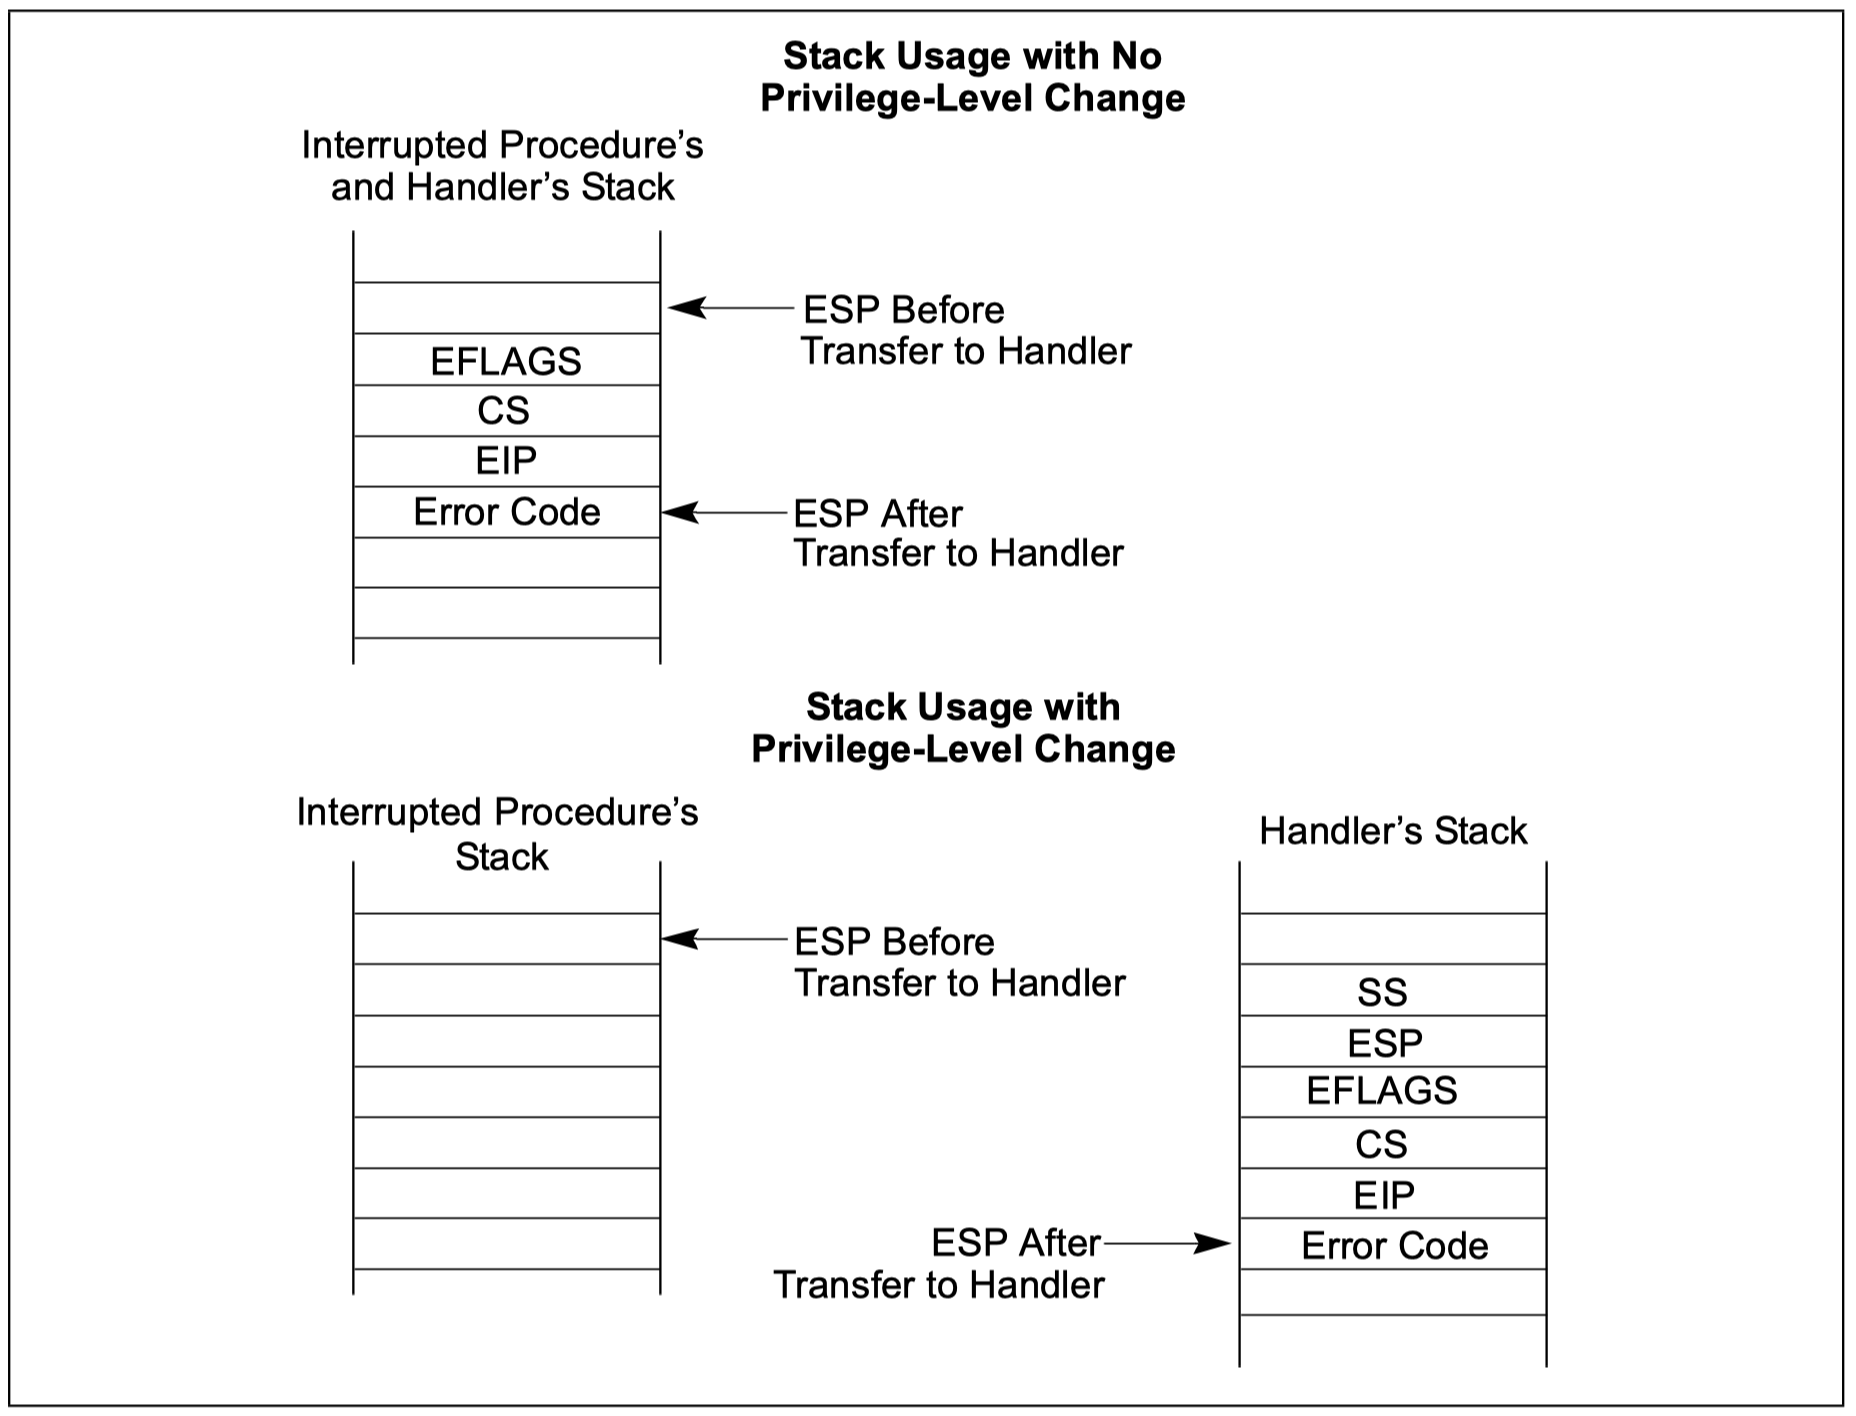 Stack Usage with No
Privilege-Level Change
Interrupted Procedure’s
and Handler’s Stack
ESP Before
Transfer to Handler
EFLAGS
CS
EIP
Error Code
ESP After
Transfer to Handler
Stack Usage with
Privilege-Level Change
Interrupted Procedure’s
Stack
Handler’s Stack
ESP Before
Transfer to Handler
SS
ESP
EFLAGS
CS
EIP
ESP After
Transfer to Handler
Error Code